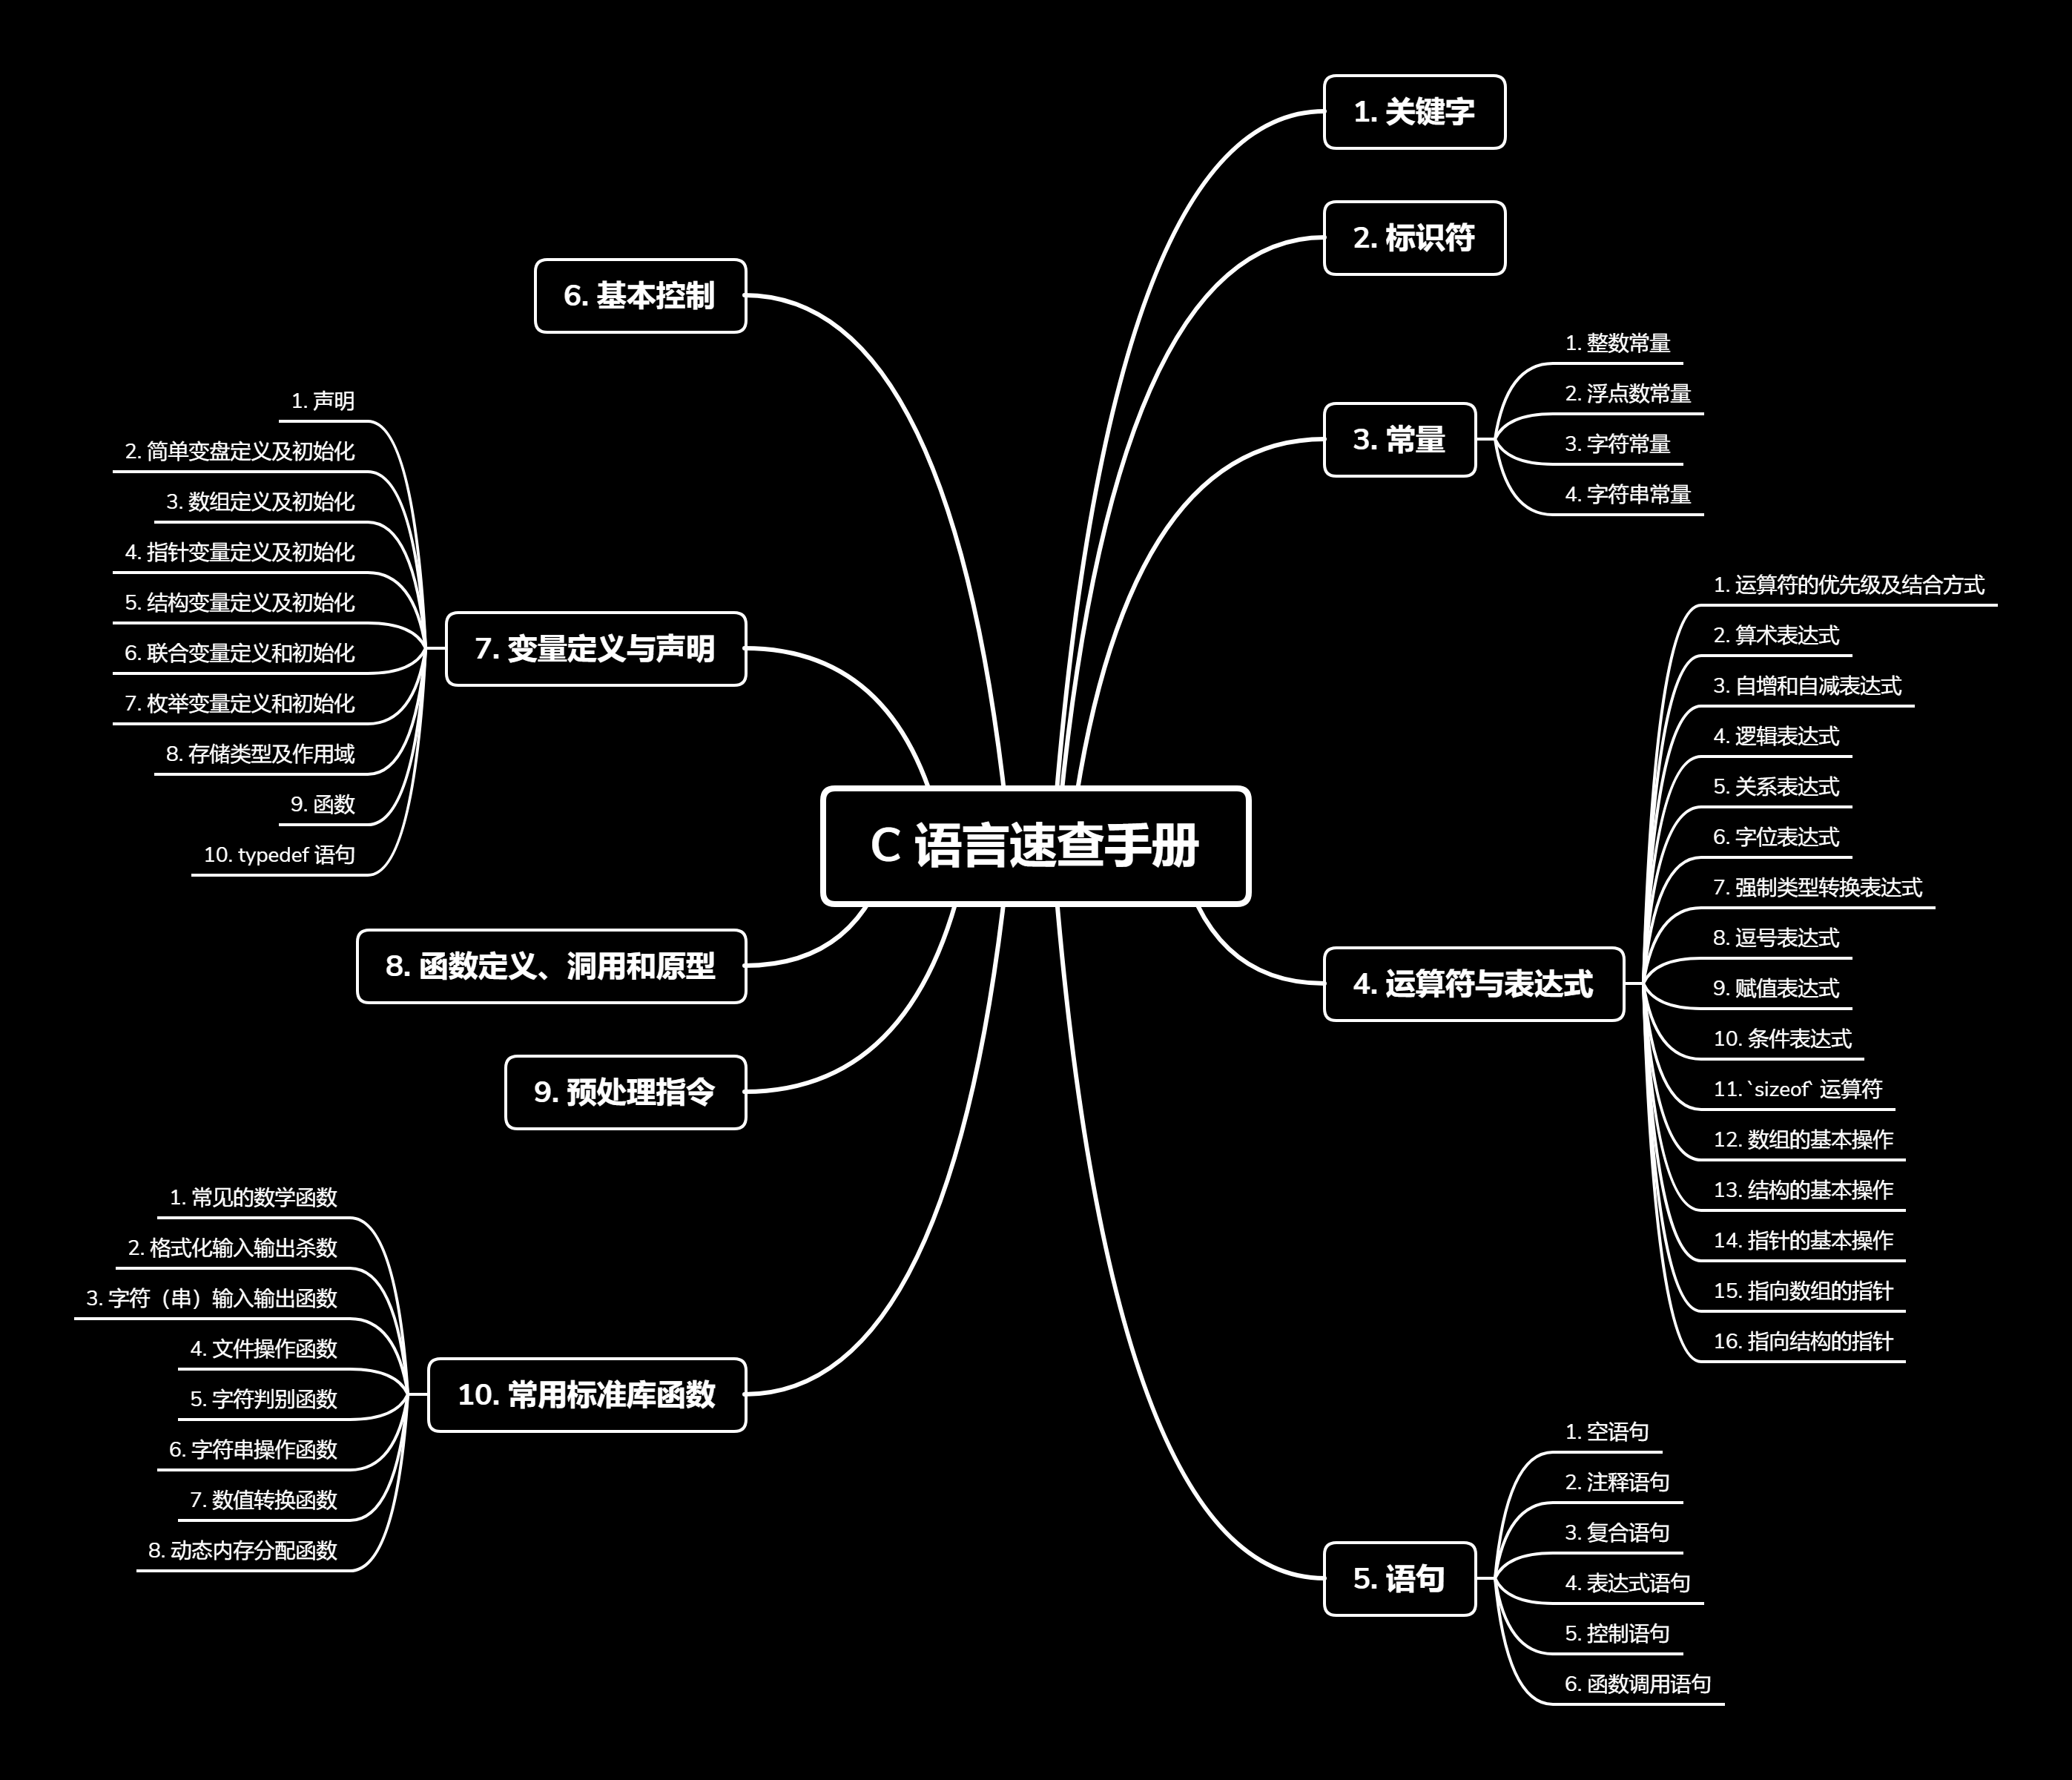 C 语言速查手册
1. 关键字
2. 标识符
3. 常量
1. 整数常量
2. 浮点数常量
3. 字符常量
4. 字符串常量
4. 运算符与表达式
1. 运算符的优先级及结合方式
2. 算术表达式
3. 自增和自减表达式
4. 逻辑表达式
5. 关系表达式
6. 字位表达式
7. 强制类型转换表达式
8. 逗号表达式
9. 赋值表达式
10. 条件表达式
11. `sizeof` 运算符
12. 数组的基本操作
13. 结构的基本操作
14. 指针的基本操作
15. 指向数组的指针
16. 指向结构的指针
5. 语句
1. 空语句
2. 注释语句
3. 复合语句
4. 表达式语句
5. 控制语句
6. 函数调用语句
6. 基本控制
7. 变量定义与声明
1. 声明
2. 简单变盘定义及初始化
3. 数组定义及初始化
4. 指针变量定义及初始化
5. 结构变量定义及初始化
6. 联合变量定义和初始化
7. 枚举变量定义和初始化
8. 存储类型及作用域
9. 函数
10. typedef 语句
8. 函数定义、洞用和原型
9. 预处理指令
10. 常用标准库函数
1. 常见的数学函数
2. 格式化输入输出杀数
3. 字符（串）输入输出函数
4. 文件操作函数
5. 字符判别函数
6. 字符串操作函数
7. 数值转换函数
8. 动态内存分配函数